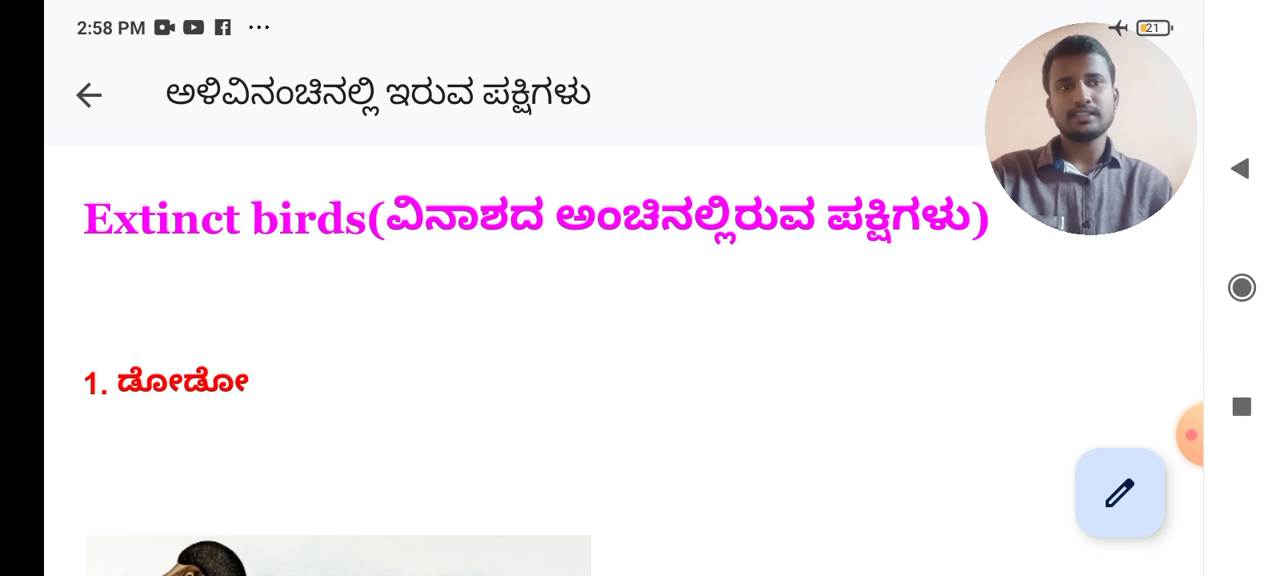 2:58 PM
21
ಅಳಿವಿನಂಚಿನಲ್ಲಿ ಇರುವ ಪಕ್ಷಿಗಳು
Extinct birds(ವಿನಾಶದ ಅಂಚಿನಲ್ಲಿರುವ ಪಕ್ಷಿಗಳು)
1. ಡೋಡೋ